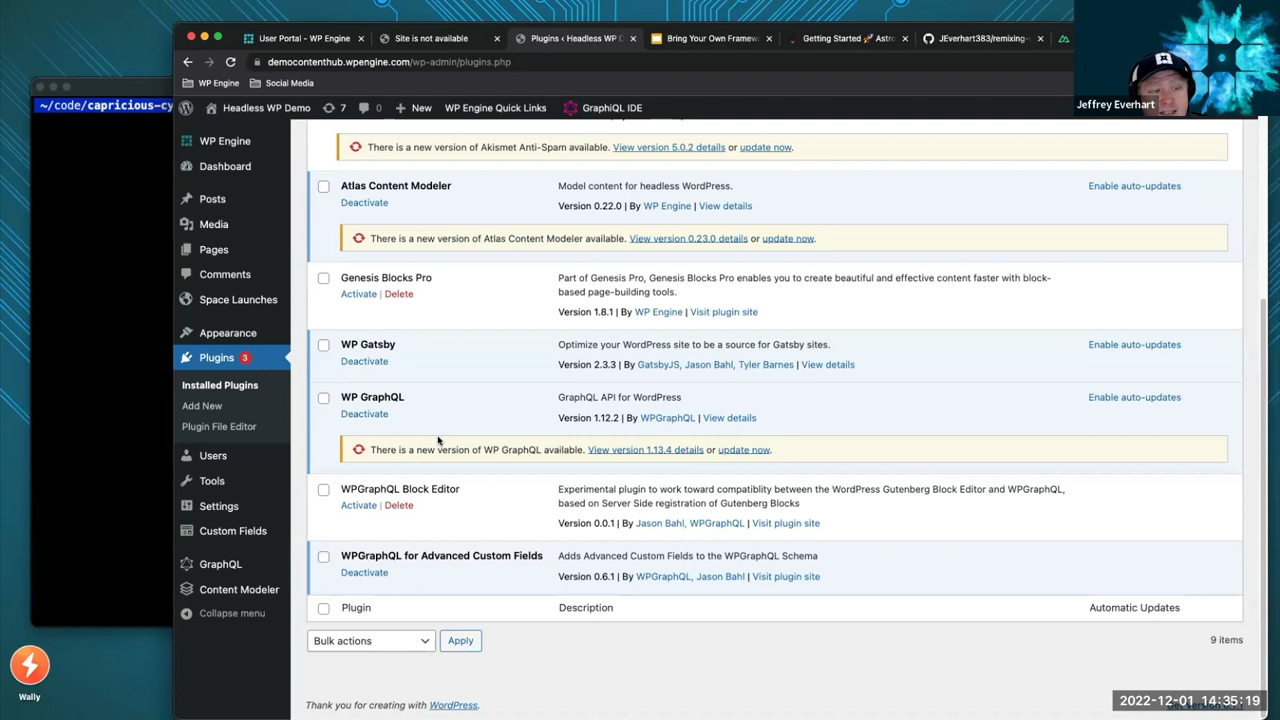 User Portal - WP Engine
Site is not available
Plugins < Headless WP D
Bring Your Own Framew
Getting Started 🚀 Astro
JEverhart383/remixing-w
~/code/capricious-cy
democontenthub.wpengine.com/wp-admin/plugins.php
WP Engine
Social Media
Jeffrey Everhart
Headless WP Demo
7
New
WP Engine Quick Links
GraphiQL IDE
WP Engine
Dashboard
Posts
Media
Pages
Comments
Space Launches
Appearance
Plugins 3
Installed Plugins
Add New
Plugin File Editor
Users
Tools
Settings
Custom Fields
GraphQL
Content Modeler
Collapse menu
There is a new version of Akismet Anti-Spam available. View version 5.0.2 details or update now.
Atlas Content Modeler
Deactivate
Model content for headless WordPress.
Version 0.22.0 | By WP Engine | View details
Enable auto-updates
There is a new version of Atlas Content Modeler available. View version 0.23.0 details or update now.
Genesis Blocks Pro
Activate | Delete
Part of Genesis Pro, Genesis Blocks Pro enables you to create beautiful and effective content faster with block-
based page-building tools.
Version 1.8.1 | By WP Engine | Visit plugin site
WP Gatsby
Deactivate
Optimize your WordPress site to be a source for Gatsby sites.
Version 2.3.3 | By GatsbyJS, Jason Bahl, Tyler Barnes | View details
Enable auto-updates
WP GraphQL
Deactivate
GraphQL API for WordPress
Version 1.12.2 | By WPGraphQL | View details
Enable auto-updates
There is a new version of WP GraphQL available. View version 1.13.4 details or update now.
WPGraphQL Block Editor
Activate | Delete
Experimental plugin to work toward compatiblity between the WordPress Gutenberg Block Editor and WPGraphQL,
based on Server Side registration of Gutenberg Blocks
Version 0.0.1 | By Jason Bahl, WPGraphQL | Visit plugin site
WPGraphQL for Advanced Custom Fields
Deactivate
Adds Advanced Custom Fields to the WPGraphQL Schema
Version 0.6.1 | By WPGraphQL, Jason Bahl | Visit plugin site
Enable auto-updates
Plugin
Description
Automatic Updates
Bulk actions
Apply
9 items
Thank you for creating with WordPress.
Wally
2022-12-01 14:35:19